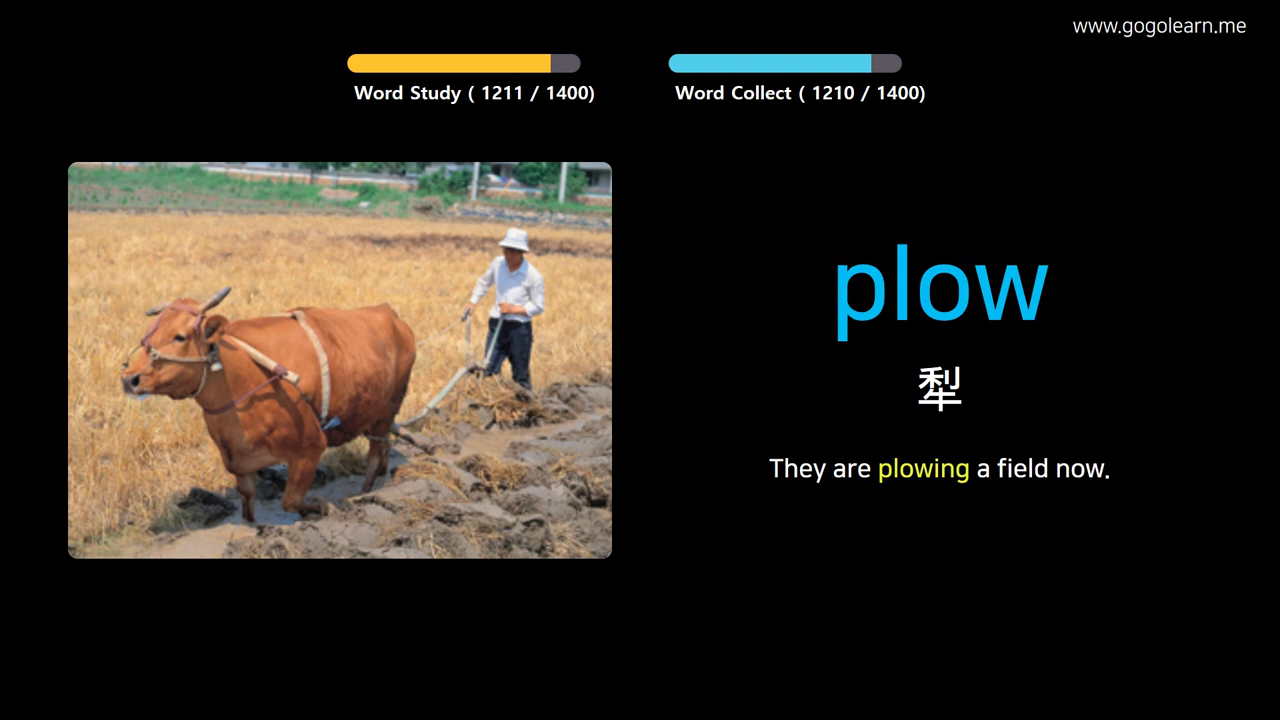 www.gogolearn.me
Word Study ( 1211 / 1400)
Word Collect ( 1210 / 1400)
plow
犁
They are plowing a field now.